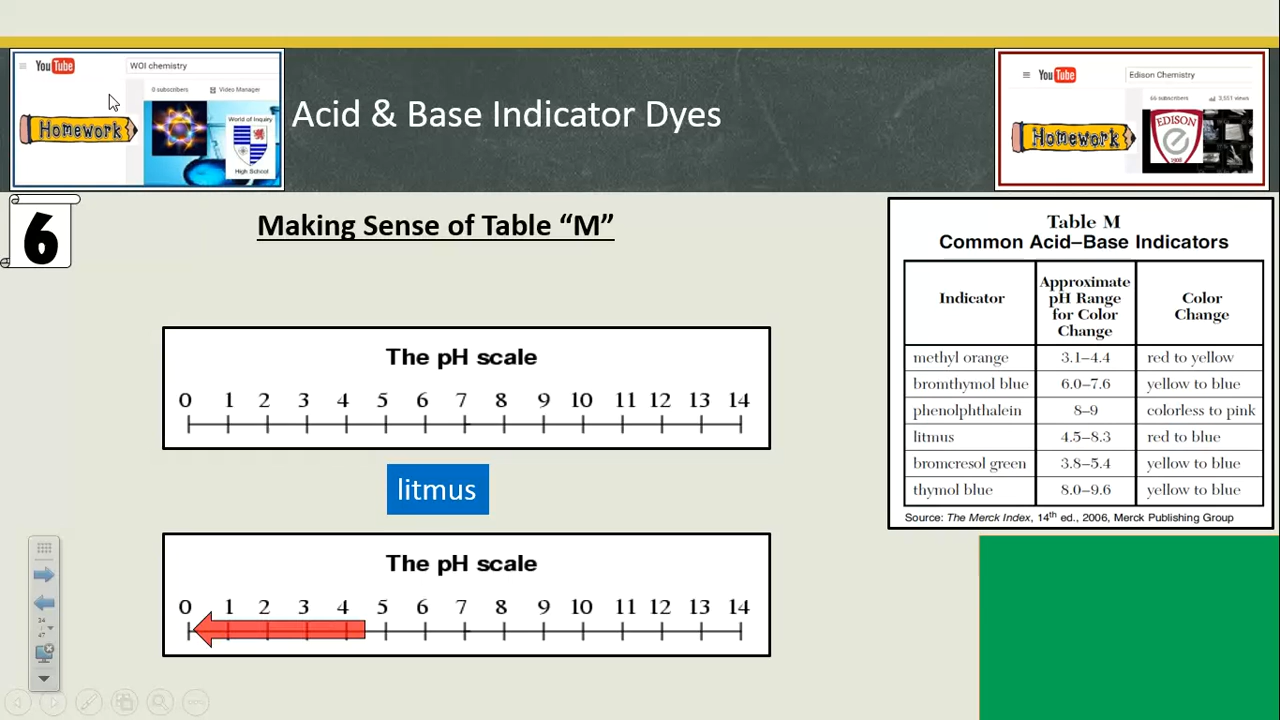 YouTube
WOI chemistry
0 subscribers
Video Manager
Homework
World of Inquiry
High School
Acid & Base Indicator Dyes
YouTube
Edison Chemistry
subscribers
3,551 views
Homework
EDISON
e
6
Making Sense of Table “M”
The pH scale
0 1 2 3 4 5 6 7 8 9 10 11 12 13 14
litmus
The pH scale
0 1 2 3 4 5 6 7 8 9 10 11 12 13 14
Table M
Common Acid–Base Indicators
Indicator
Approximate
pH Range
for Color
Change
Color
Change
methyl orange 3.1–4.4 red to yellow
bromthymol blue 6.0–7.6 yellow to blue
phenolphthalein 8–9 colorless to pink
litmus 4.5–8.3 red to blue
bromcresol green 3.8–5.4 yellow to blue
thymol blue 8.0–9.6 yellow to blue
Source: The Merck Index, 14th ed., 2006, Merck Publishing Group
34
47